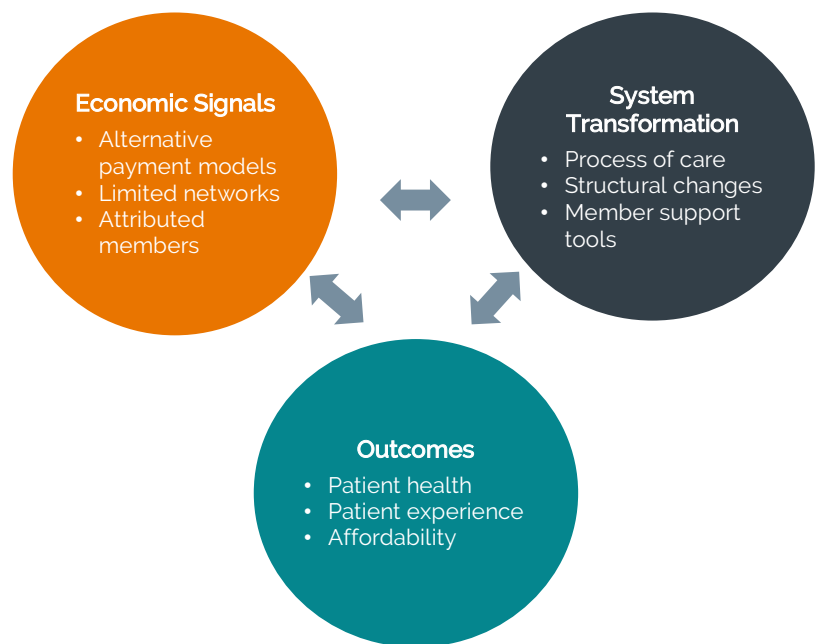 Economic Signals
• Alternative
payment models
• Limited networks
• Attributed
members
System
Transformation
• Process of care
• Structural changes
• Member support
tools
Outcomes
• Patient health
• Patient experience
• Affordability